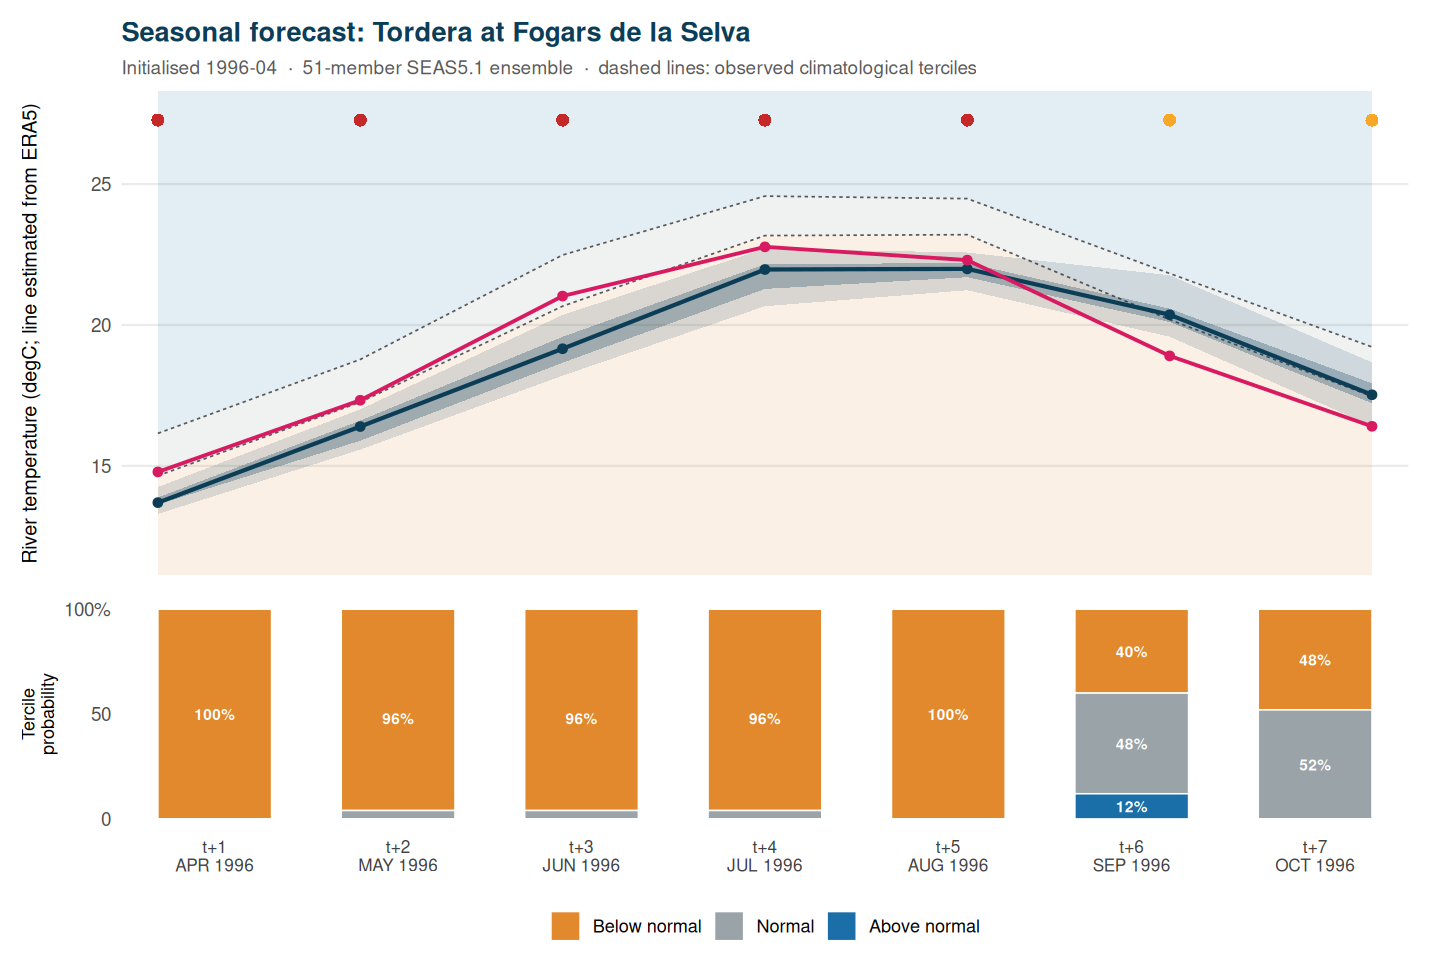 Seasonal forecast: Tordera at Fogars de la Selva
Initialised 1996-04 · 51-member SEAS5.1 ensemble · dashed lines: observed climatological terciles
River temperature (degC; line estimated from ERA5)
25
20
15
Tercile
probability
100%
50
0
100%
96%
96%
96%
100%
40%
48%
12%
48%
52%
t+1
APR 1996
t+2
MAY 1996
t+3
JUN 1996
t+4
JUL 1996
t+5
AUG 1996
t+6
SEP 1996
t+7
OCT 1996
Below normal
Normal
Above normal